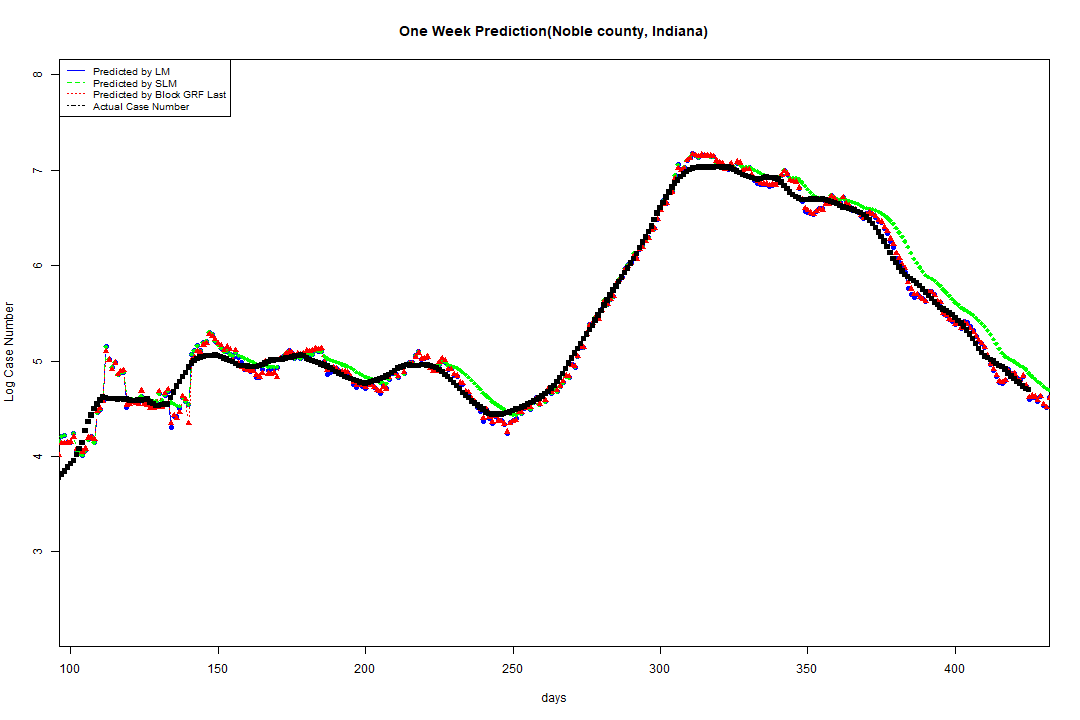 One Week Prediction(Noble county, Indiana)
Predicted by LM
Predicted by SLM
Predicted by Block GRF Last
Actual Case Number
8
7
6
5
4
3
Log Case Number
100 150 200 250 300 350 400
days